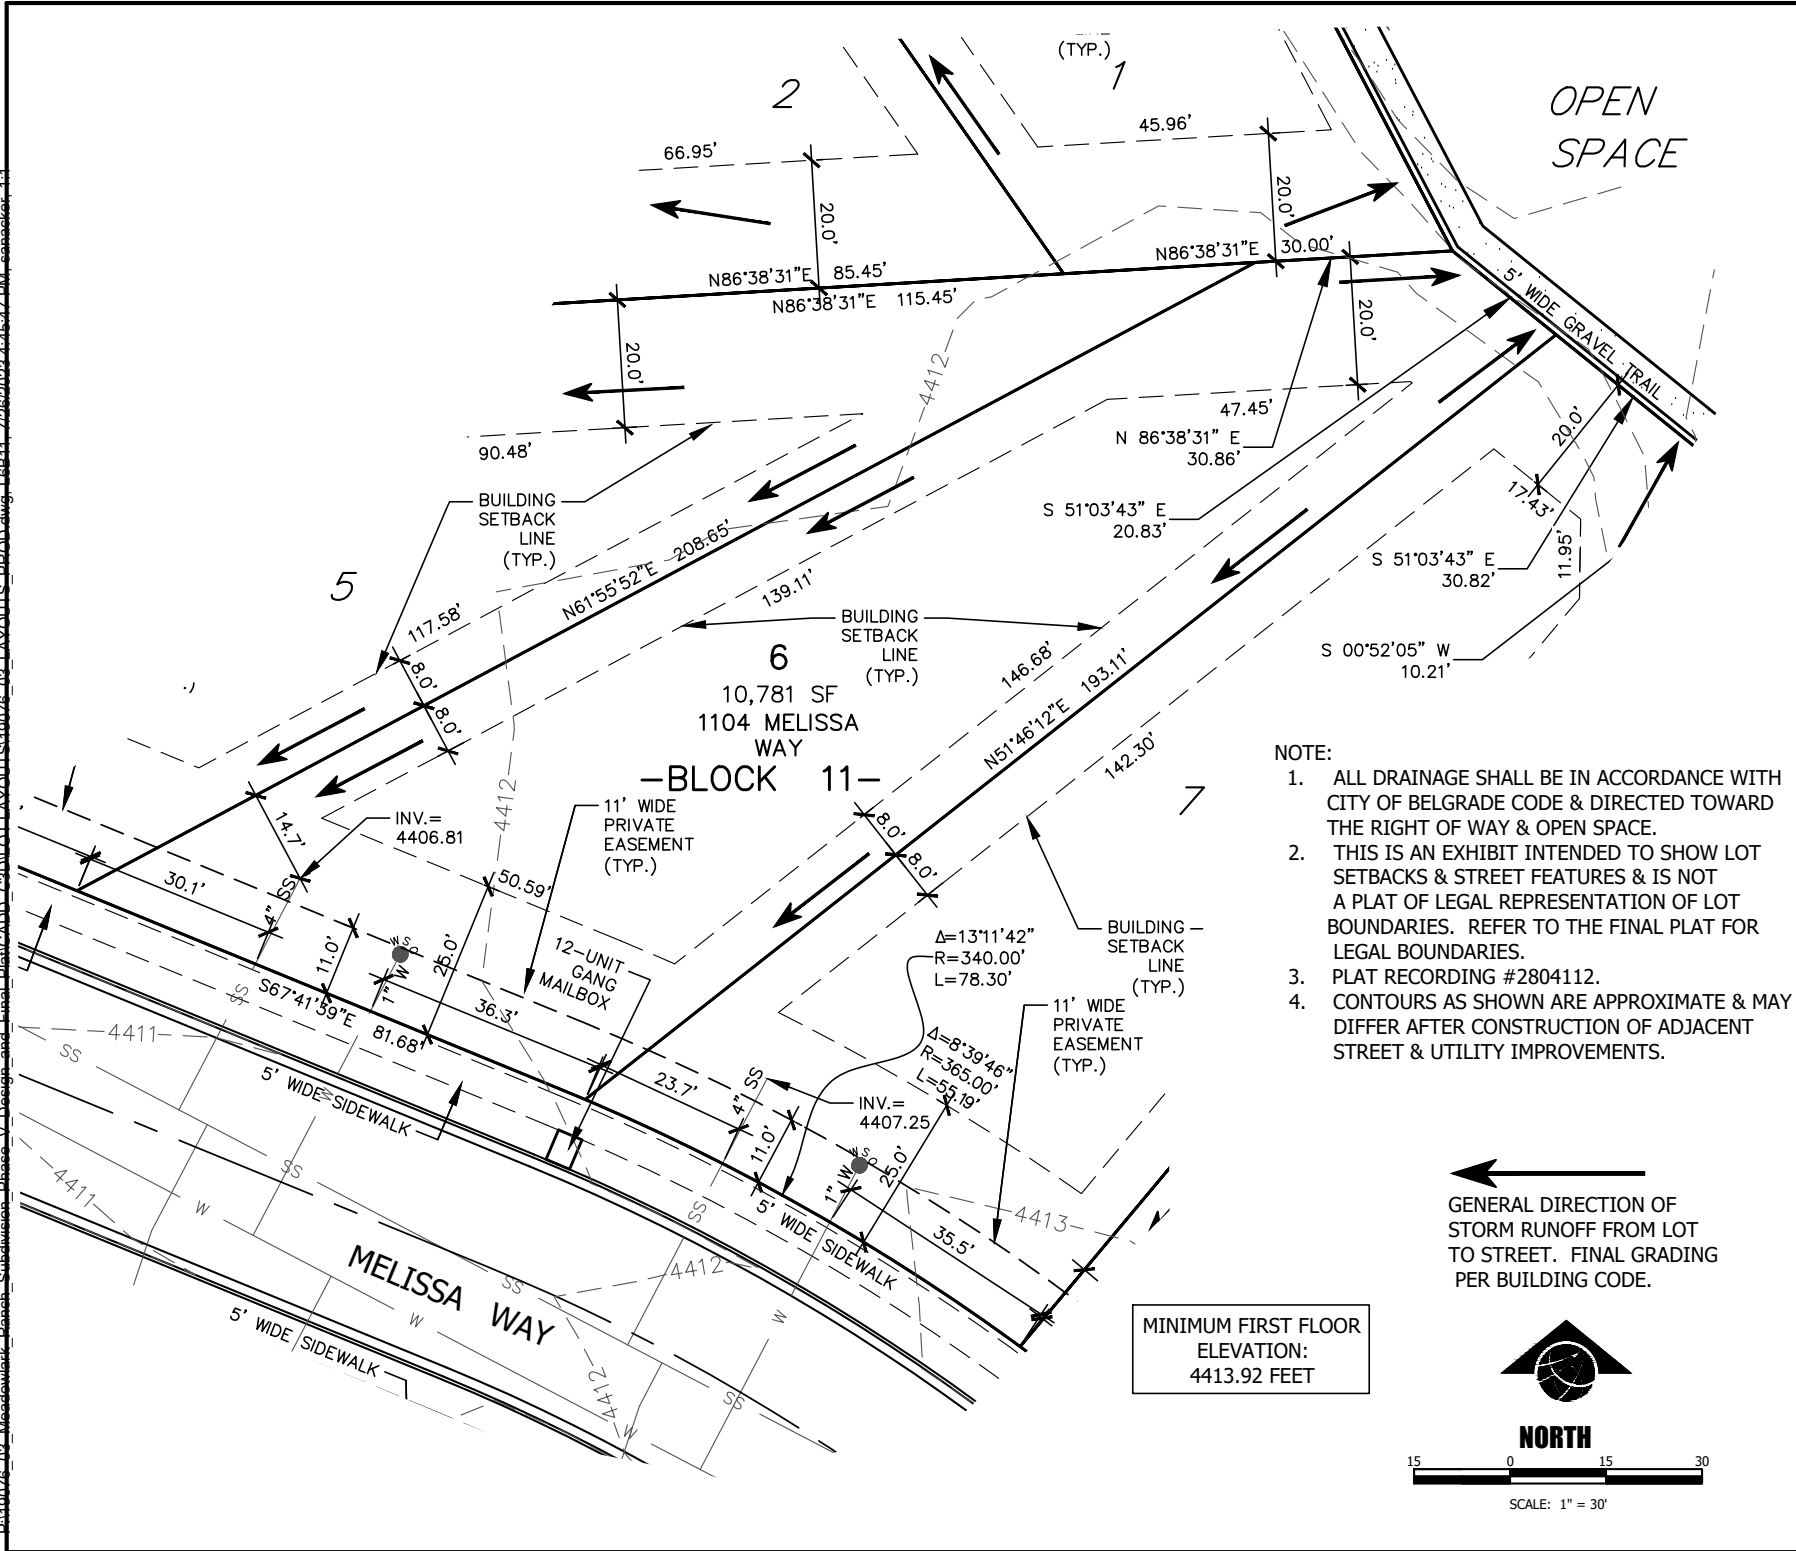 (TYP.)
1
2
OPEN
SPACE
45.96'
66.95'
20.0'
20.0'
N86°38'31"E 30.00'
N86°38'31"E 85.45'
N86°38'31"E 115.45'
5' WIDE GRAVEL TRAIL
20.0'
20.0'
4412
47.45'
N 86°38'31" E
30.86'
90.48'
20.0'
17.43'
S 51°03'43" E
20.83'
11.95'
S 51°03'43" E
30.82'
S 00°52'05" W
10.21'
BUILDING
SETBACK
LINE
(TYP.)
5
N61°55'52"E 208.65'
139.11'
117.58'
8.0'
8.0'
BUILDING
SETBACK
LINE
(TYP.)
6
10,781 SF
1104 MELISSA
WAY
-BLOCK 11-
146.68'
N51°46'12"E 193.11'
142.30'
7
8.0'
8.0'
4412
14.7'
INV.=
4406.81
11' WIDE
PRIVATE
EASEMENT
(TYP.)
30.1'
4" SS
50.59'
25.0'
11.0'
WSO
1" W
12-UNIT
GANG
MAILBOX
36.3'
SS
S67°41'39"E 81.68'
Δ=13°11'42"
R=340.00'
L=78.30'
BUILDING
SETBACK
LINE
(TYP.)
11' WIDE
PRIVATE
EASEMENT
(TYP.)
Δ=8°39'46"
R=365.00'
L=55.19'
4411
SS
5' WIDE SIDEWALK
W
23.7'
4" SS
INV.=
4407.25
11.0'
WSO
1" W
25.0'
5' WIDE SIDEWALK
35.5'
4413
4411
SS
W
SS
4412
MELISSA WAY
SS
W
W
5' WIDE SIDEWALK
4412
SS
W
NOTE:
1. ALL DRAINAGE SHALL BE IN ACCORDANCE WITH
CITY OF BELGRADE CODE & DIRECTED TOWARD
THE RIGHT OF WAY & OPEN SPACE.
2. THIS IS AN EXHIBIT INTENDED TO SHOW LOT
SETBACKS & STREET FEATURES & IS NOT
A PLAT OF LEGAL REPRESENTATION OF LOT
BOUNDARIES. REFER TO THE FINAL PLAT FOR
LEGAL BOUNDARIES.
3. PLAT RECORDING #2804112.
4. CONTOURS AS SHOWN ARE APPROXIMATE & MAY
DIFFER AFTER CONSTRUCTION OF ADJACENT
STREET & UTILITY IMPROVEMENTS.
GENERAL DIRECTION OF
STORM RUNOFF FROM LOT
TO STREET. FINAL GRADING
PER BUILDING CODE.
MINIMUM FIRST FLOOR
ELEVATION:
4413.92 FEET
NORTH
15 0 15 30
SCALE: 1" = 30'